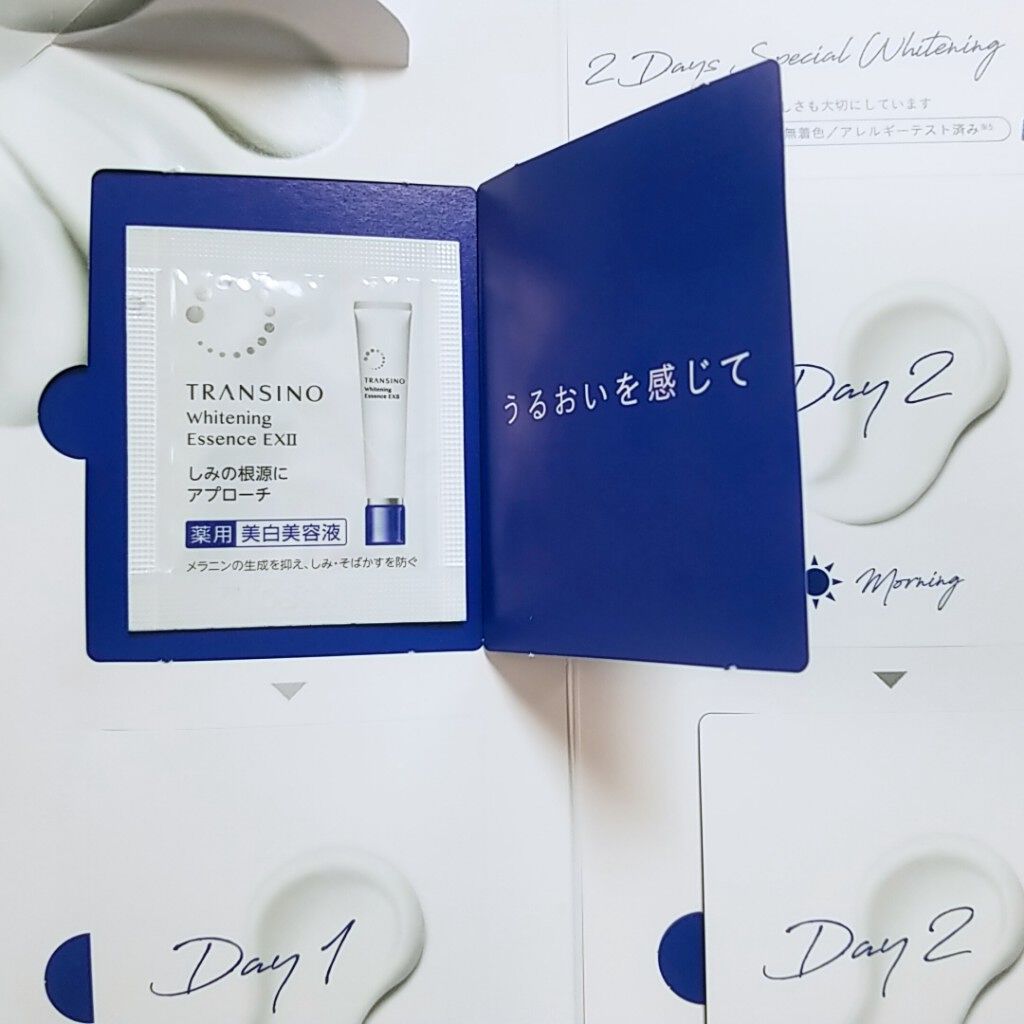 2 Days Special Whitening
しさも大切にしています
無着色/アレルギーテスト済み※5
TRANSINO
Whitening
Essence EXⅡ
しみの根源に
アプローチ
薬用 美白美容液
メラニンの生成を抑え、しみ・そばかすを防ぐ
TRANSINO
Whitening
Essence EXⅡ
うるおいを感じて
Day 2
Morning
Day 1
Day 2